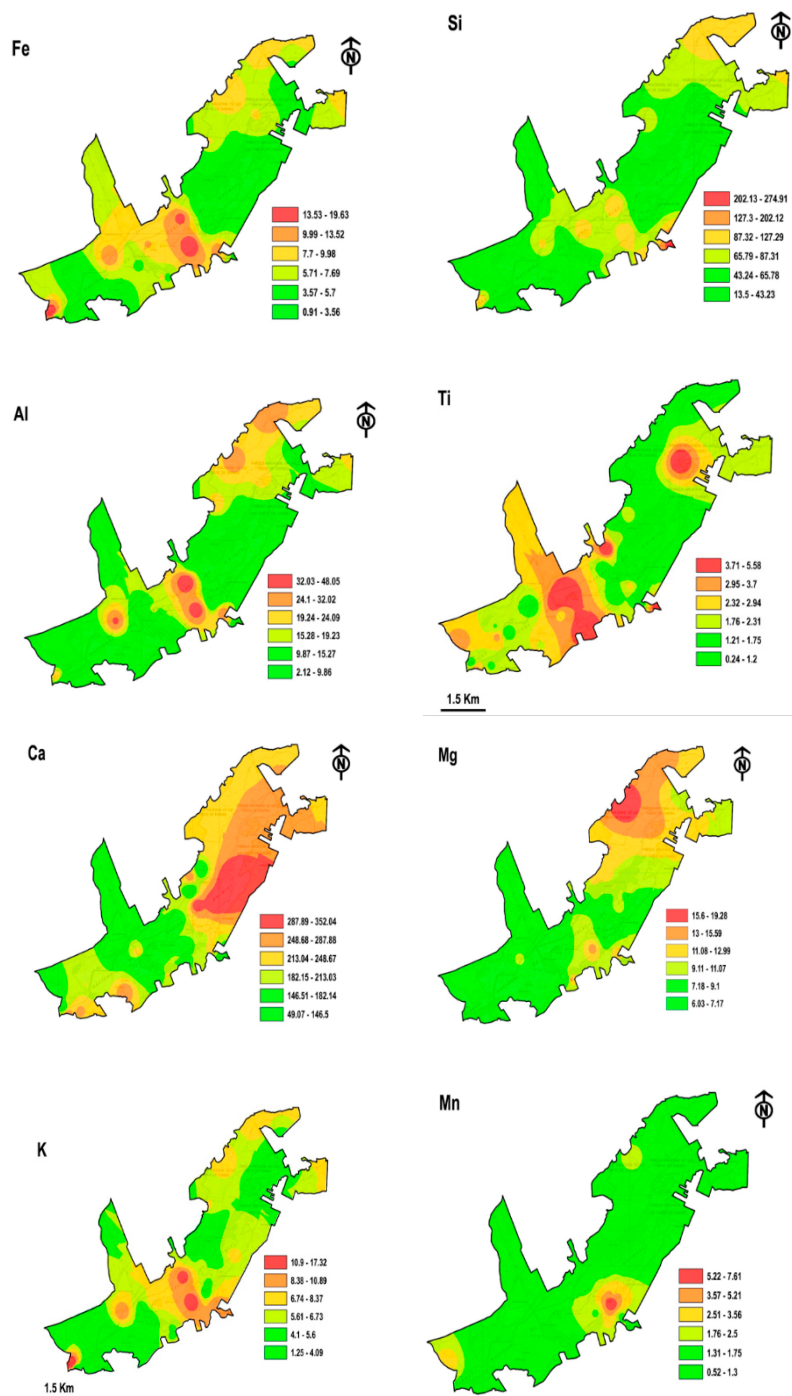 Fe
N
13.53 - 19.63
9.99 - 13.52
7.7 - 9.98
5.71 - 7.69
3.57 - 5.7
0.91 - 3.56
Si
N
202.13 - 274.91
127.3 - 202.12
87.32 - 127.29
65.79 - 87.31
43.24 - 65.78
13.5 - 43.23
Al
N
32.03 - 48.05
24.1 - 32.02
19.24 - 24.09
15.28 - 19.23
9.87 - 15.27
2.12 - 9.86
Ti
N
3.71 - 5.58
2.95 - 3.7
2.32 - 2.94
1.76 - 2.31
1.21 - 1.75
0.24 - 1.2
1.5 Km
Ca
N
287.89 - 352.04
248.68 - 287.88
213.04 - 248.67
182.15 - 213.03
146.51 - 182.14
49.07 - 146.5
Mg
N
15.6 - 19.28
13 - 15.59
11.08 - 12.99
9.11 - 11.07
7.18 - 9.1
6.03 - 7.17
K
N
10.9 - 17.32
8.38 - 10.89
6.74 - 8.37
5.61 - 6.73
4.1 - 5.6
1.25 - 4.09
1.5 Km
Mn
N
5.22 - 7.61
3.57 - 5.21
2.51 - 3.56
1.76 - 2.5
1.31 - 1.75
0.52 - 1.3